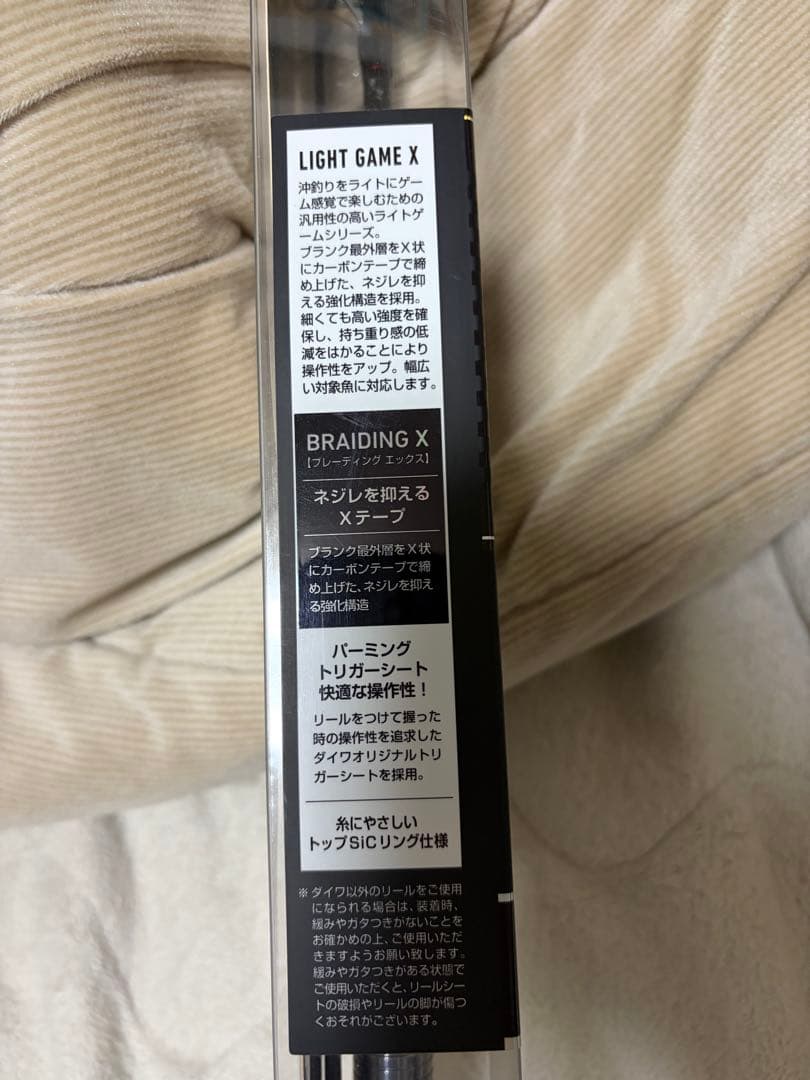 LIGHT GAME X
沖釣りをライトにゲー
ム感覚で楽しむための
汎用性の高いライトゲ
ームシリーズ。
ブランク最外層をX状
にカーボンテープで締
め上げた、ネジレを抑
える強化構造を採用。
細くても高い強度を確
保し、持ち重り感の低
減をはかることにより
操作性をアップ。幅広
い対象魚に対応します。
BRAIDING X
【ブレーディング エックス】
ネジレを抑える
Xテープ
ブランク最外層をX状
にカーボンテープで締
め上げた、ネジレを抑え
る強化構造
パーミング
トリガーシート
快適な操作性！
リールをつけて握った
時の操作性を追求した
ダイワオリジナルトリ
ガーシートを採用。
糸にやさしい
トップSiCリング仕様
※ダイワ以外のリールをご使用
になられる場合は、装着時、
緩みやガタつきがないことを
お確かめの上、ご使用いただ
きますようお願い致します。
緩みやガタつきがある状態で
ご使用いただくと、リールシー
トの破損やリールの脚が傷つ
くおそれがございます。